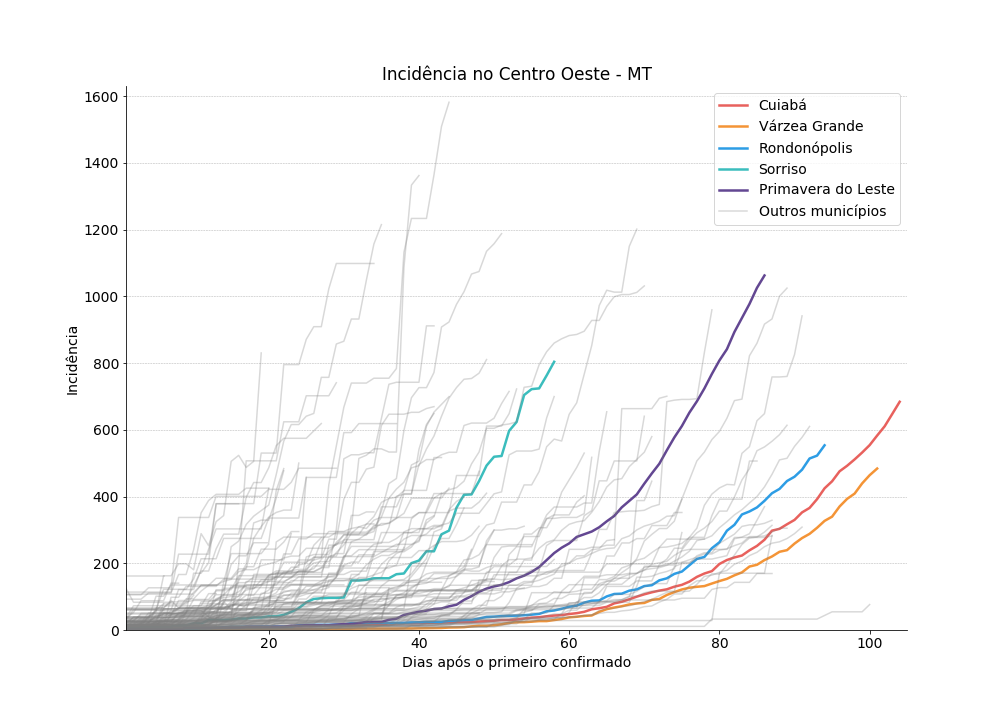 Incidência no Centro Oeste - MT
1600
1400
1200
1000
800
600
400
200
0
Incidência
Cuiabá
Várzea Grande
Rondonópolis
Sorriso
Primavera do Leste
Outros municípios
20
40
60
80
100
Dias após o primeiro confirmado